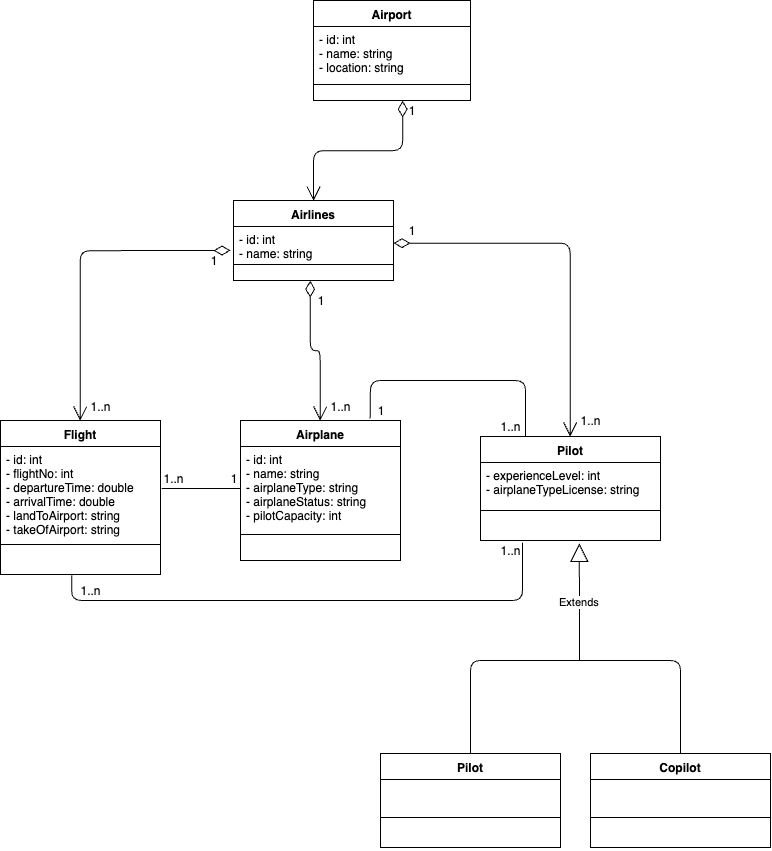 Airport
- id: int
- name: string
- location: string
1
Airlines
- id: int
- name: string
1
1
1
1..n
1..n
1
1..n
1..n
Flight
- id: int
- flightNo: int
- departureTime: double
- arrivalTime: double
- landToAirport: string
- takeOfAirport: string
1..n
1
Airplane
- id: int
- name: string
- airplaneType: string
- airplaneStatus: string
- pilotCapacity: int
Pilot
- experienceLevel: int
- airplaneTypeLicense: string
1..n
1..n
Extends
Pilot
Copilot